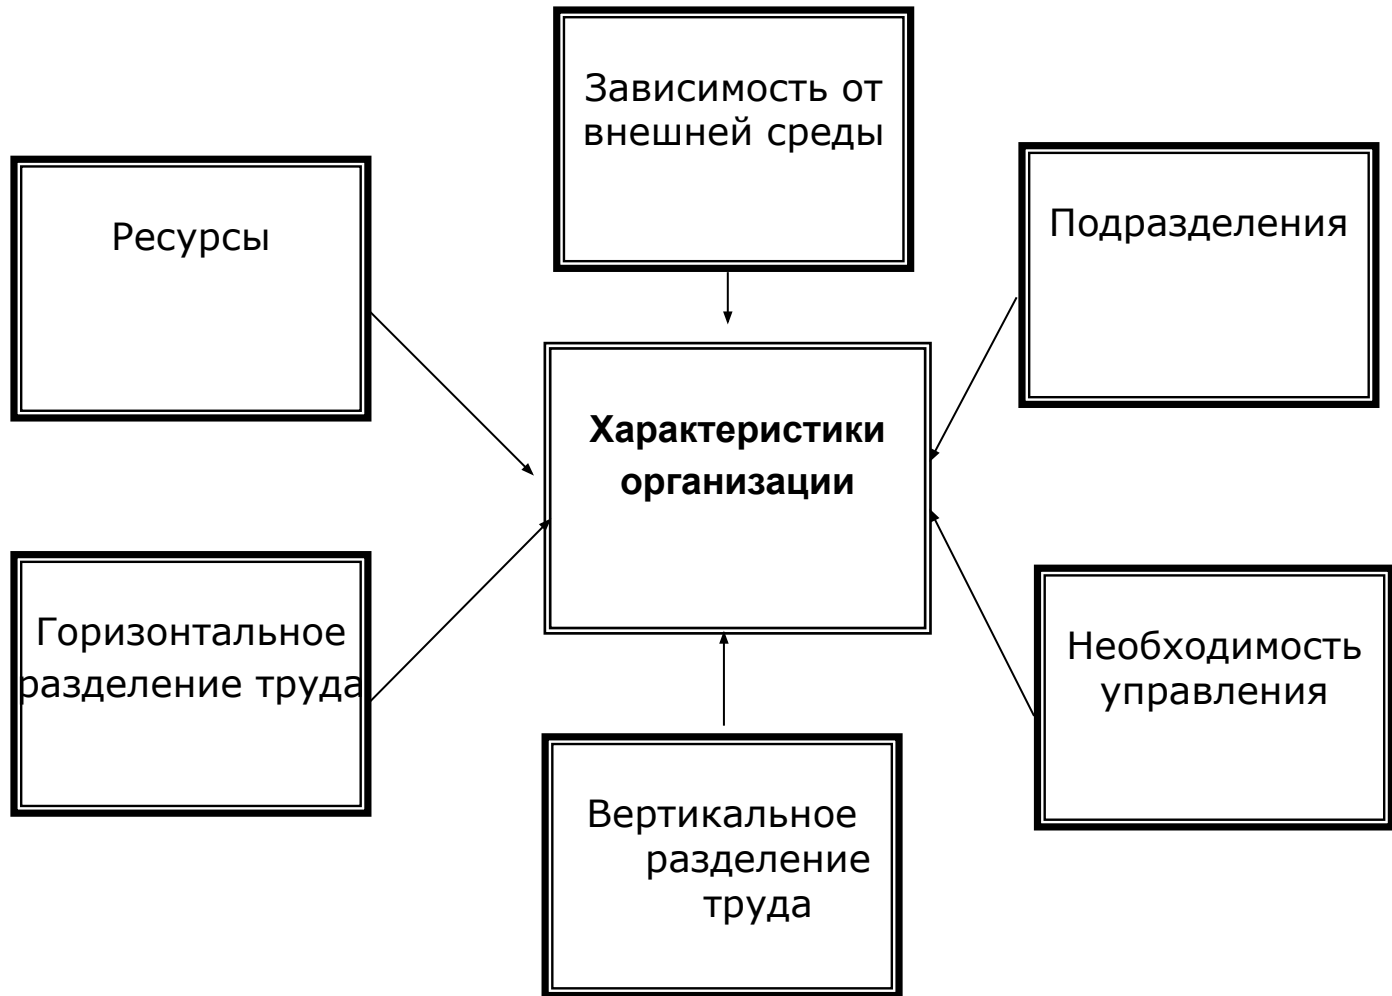 Зависимость от
внешней среды
Ресурсы
Подразделения
Характеристики
организации
Горизонтальное
разделение труда
Необходимость
управления
Вертикальное
разделение
труда